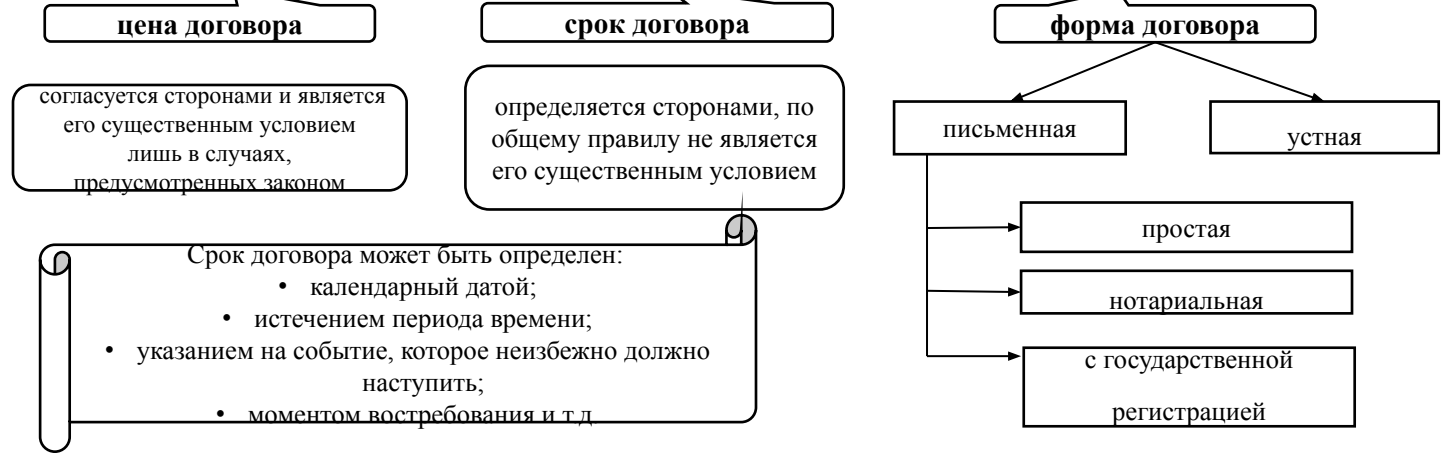 цена договора
срок договора
форма договора
согласуется сторонами и является
его существенным условием
лишь в случаях,
предусмотренных законом
определяется сторонами, по
общему правилу не является
его существенным условием
письменная
устная
простая
нотариальная
с государственной
регистрацией
Срок договора может быть определен:
• календарный датой;
• истечением периода времени;
• указанием на событие, которое неизбежно должно
наступить;
• моментом востребования и т.д.